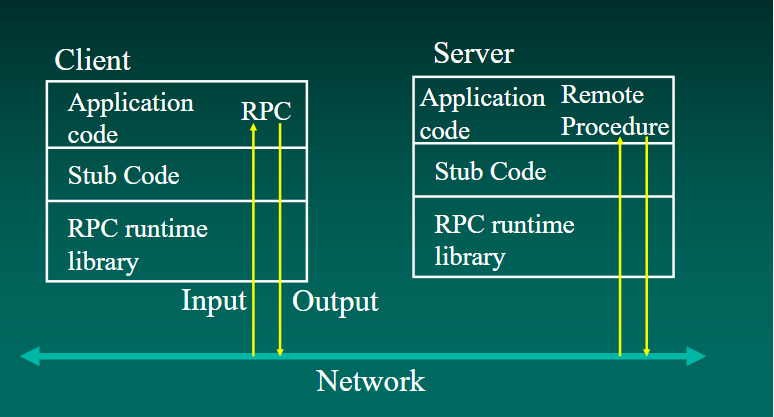 Client
Application
code
RPC
Stub Code
RPC runtime
library
Input
Output
Server
Application
code
Remote
Procedure
Stub Code
RPC runtime
library
Network